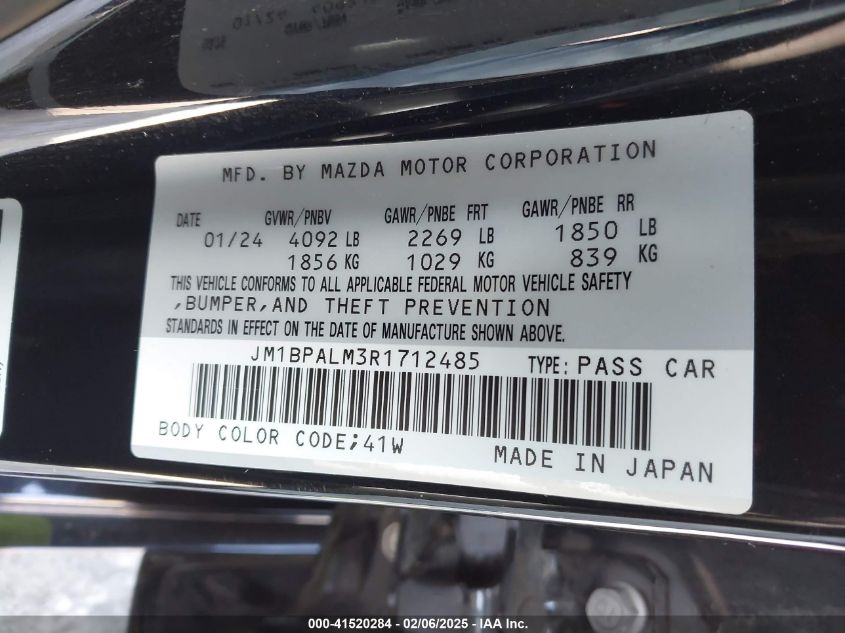 MFD. BY MAZDA MOTOR CORPORATION
DATE GVWR/PNBV GAWR/PNBE FRT GAWR/PNBE RR
01/24 4092 LB 2269 LB 1850 LB
1856 KG 1029 KG 839 KG
THIS VEHICLE CONFORMS TO ALL APPLICABLE FEDERAL MOTOR VEHICLE SAFETY
,BUMPER,AND THEFT PREVENTION
STANDARDS IN EFFECT ON THE DATE OF MANUFACTURE SHOWN ABOVE.
JM1BPALM3R1712485 TYPE: PASS CAR
BODY COLOR CODE;41W
MADE IN JAPAN
000-41520284 - 02/06/2025 - IAA Inc.